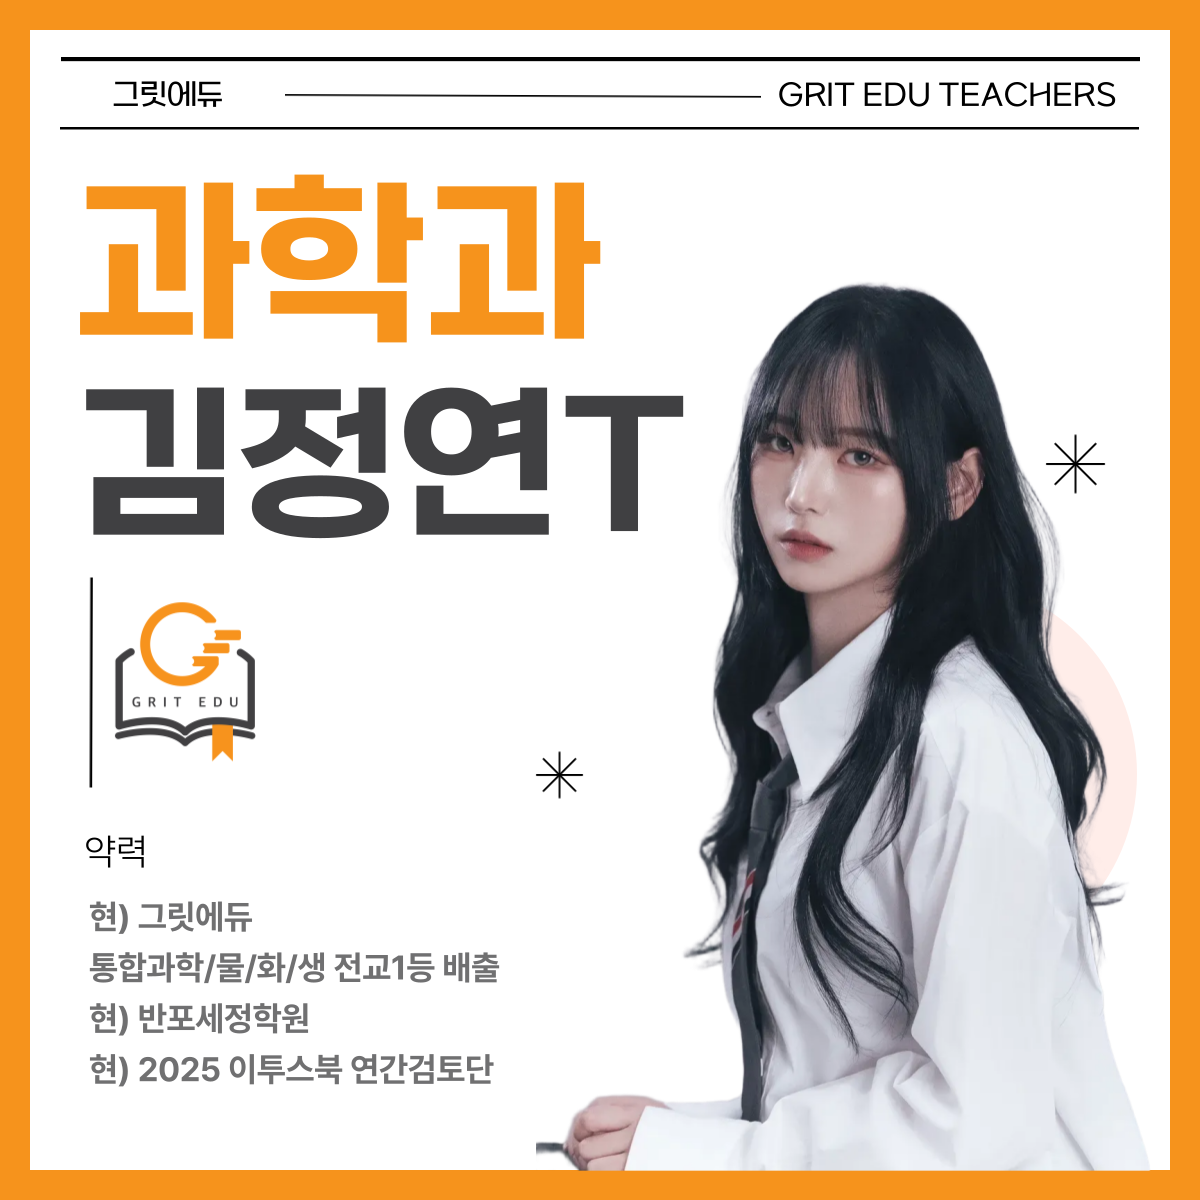 그릿에듀
GRIT EDU TEACHERS
과학과
김정연T
GRIT EDU
약력
현) 그릿에듀
통합과학/물/화/생 전교1등 배출
현) 반포세정학원
현) 2025 이투스북 연간검토단